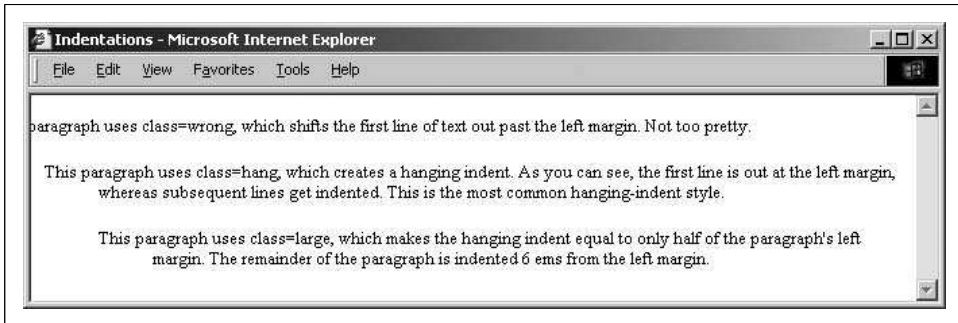 Indentations - Microsoft Internet Explorer
File Edit View Favorites Tools Help
paragraph uses class=wrong, which shifts the first line of text out past the left margin. Not too pretty.
This paragraph uses class=hang, which creates a hanging indent. As you can see, the first line is out at the left margin,
whereas subsequent lines get indented. This is the most common hanging-indent style.
This paragraph uses class=large, which makes the hanging indent equal to only half of the paragraph's left
margin. The remainder of the paragraph is indented 6 ems from the left margin.